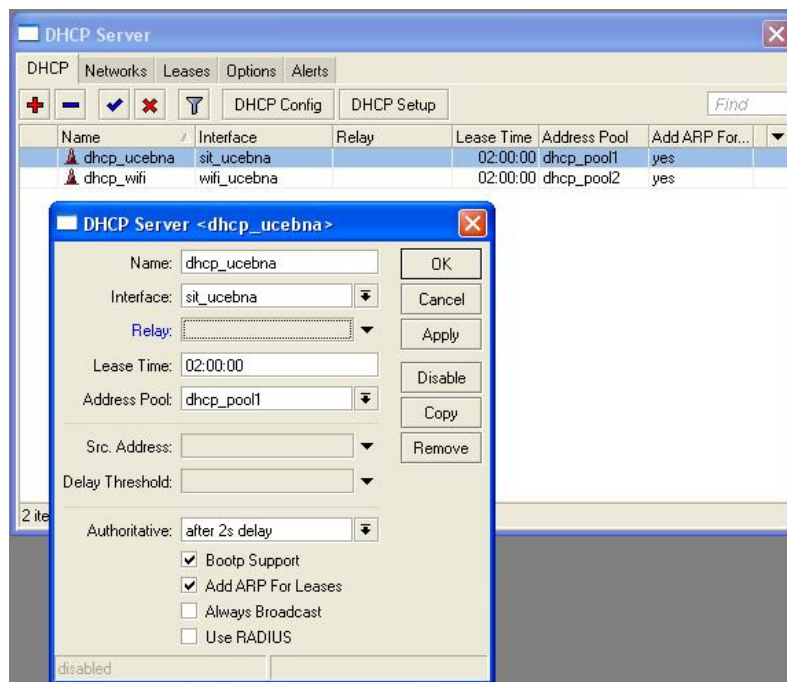 DHCP Server
DHCP Networks Leases Options Alerts
DHCP Config DHCP Setup Find
Name Interface Relay Lease Time Address Pool Add ARP For...
dhcp_ucebna sit_ucebna 02:00:00 dhcp_pool1 yes
dhcp_wifi wifi_ucebna 02:00:00 dhcp_pool2 yes
DHCP Server <dhcp_ucebna>
Name: dhcp_ucebna OK
Interface: sit_ucebna Cancel
Relay: Apply
Lease Time: 02:00:00 Disable
Address Pool: dhcp_pool1 Copy
Src. Address: Remove
Delay Threshold:
2 ite
Authoritative: after 2s delay
Bootp Support
Add ARP For Leases
Always Broadcast
Use RADIUS
disabled